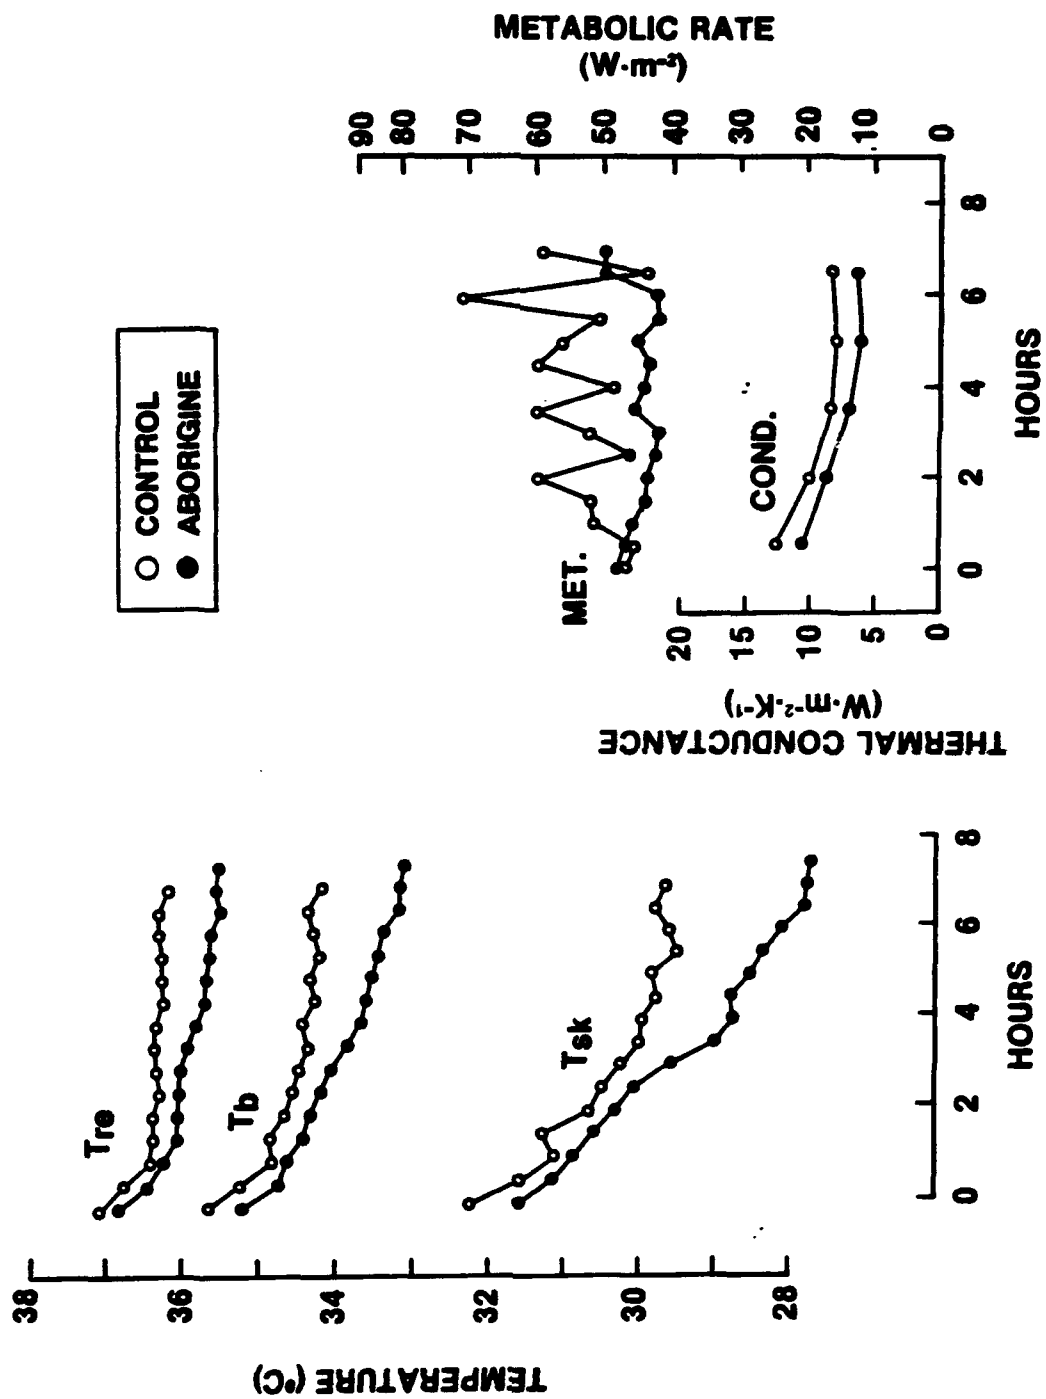 CONTROL
ABORIGINE
TEMPERATURE (°C)
38
36
34
32
30
28
Tre
Tb
Tsk
0
2
4
6
8
HOURS
THERMAL CONDUCTANCE
(W·m⁻²·K⁻¹)
20
15
10
5
0
MET.
COND.
0
2
4
6
8
HOURS
METABOLIC RATE
(W·m⁻²)
90
80
70
60
50
40
30
20
10
0